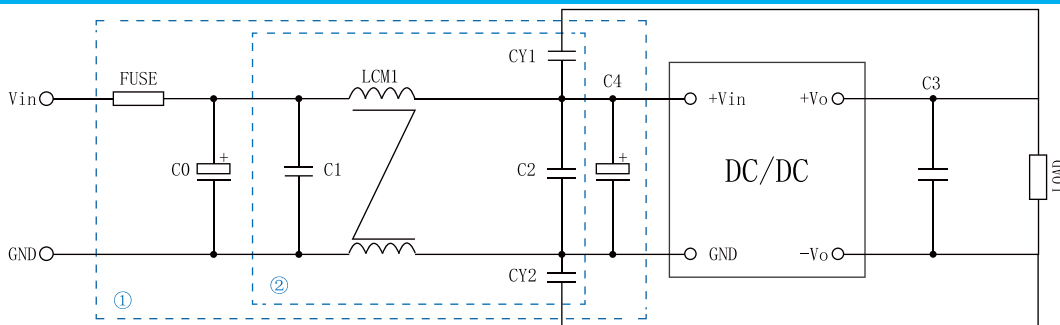 CY1
FUSE
LCM1
C4
C3
Vin
+Vin
+Vo
C0
C1
C2
DC/DC
LOAD
GND
GND
-Vo
CY2
①
②